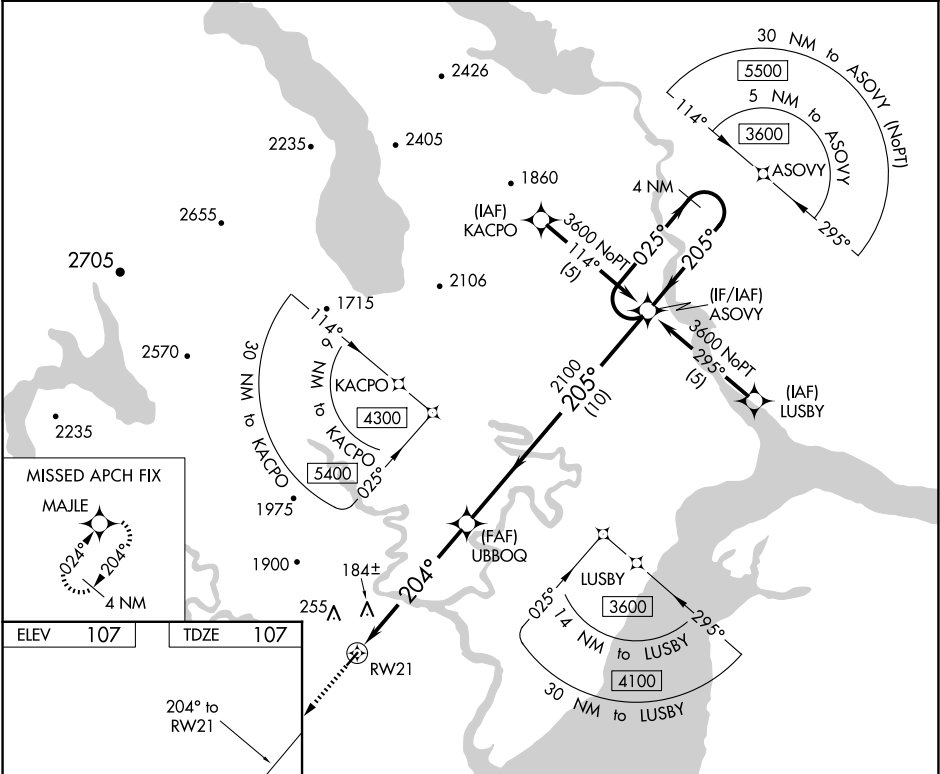 2426
2235
2405
1860
2655
2705
2106
1715
2570
2235
1975
1900
184±
255
30 NM to ASOVY (NoPT)
5500
5 NM to ASOVY
3600
114°
ASOVY
295°
4 NM
(IAF)
KACPO
3600 NoPT
114°
(5)
025°
205°
(IF/IAF)
ASOVY
3600 NoPT
295°
(5)
(IAF)
LUSBY
2100
205°
(10)
114°
9 NM to KACPO
KACPO
4300
30 NM to KACPO
5400
025°
(FAF)
UBBOQ
204°
RW21
LUSBY
3600
025°
295°
14 NM to LUSBY
4100
30 NM to LUSBY
MISSED APCH FIX
MAJLE
024°
204°
4 NM
ELEV 107
TDZE 107
204° to
RW21